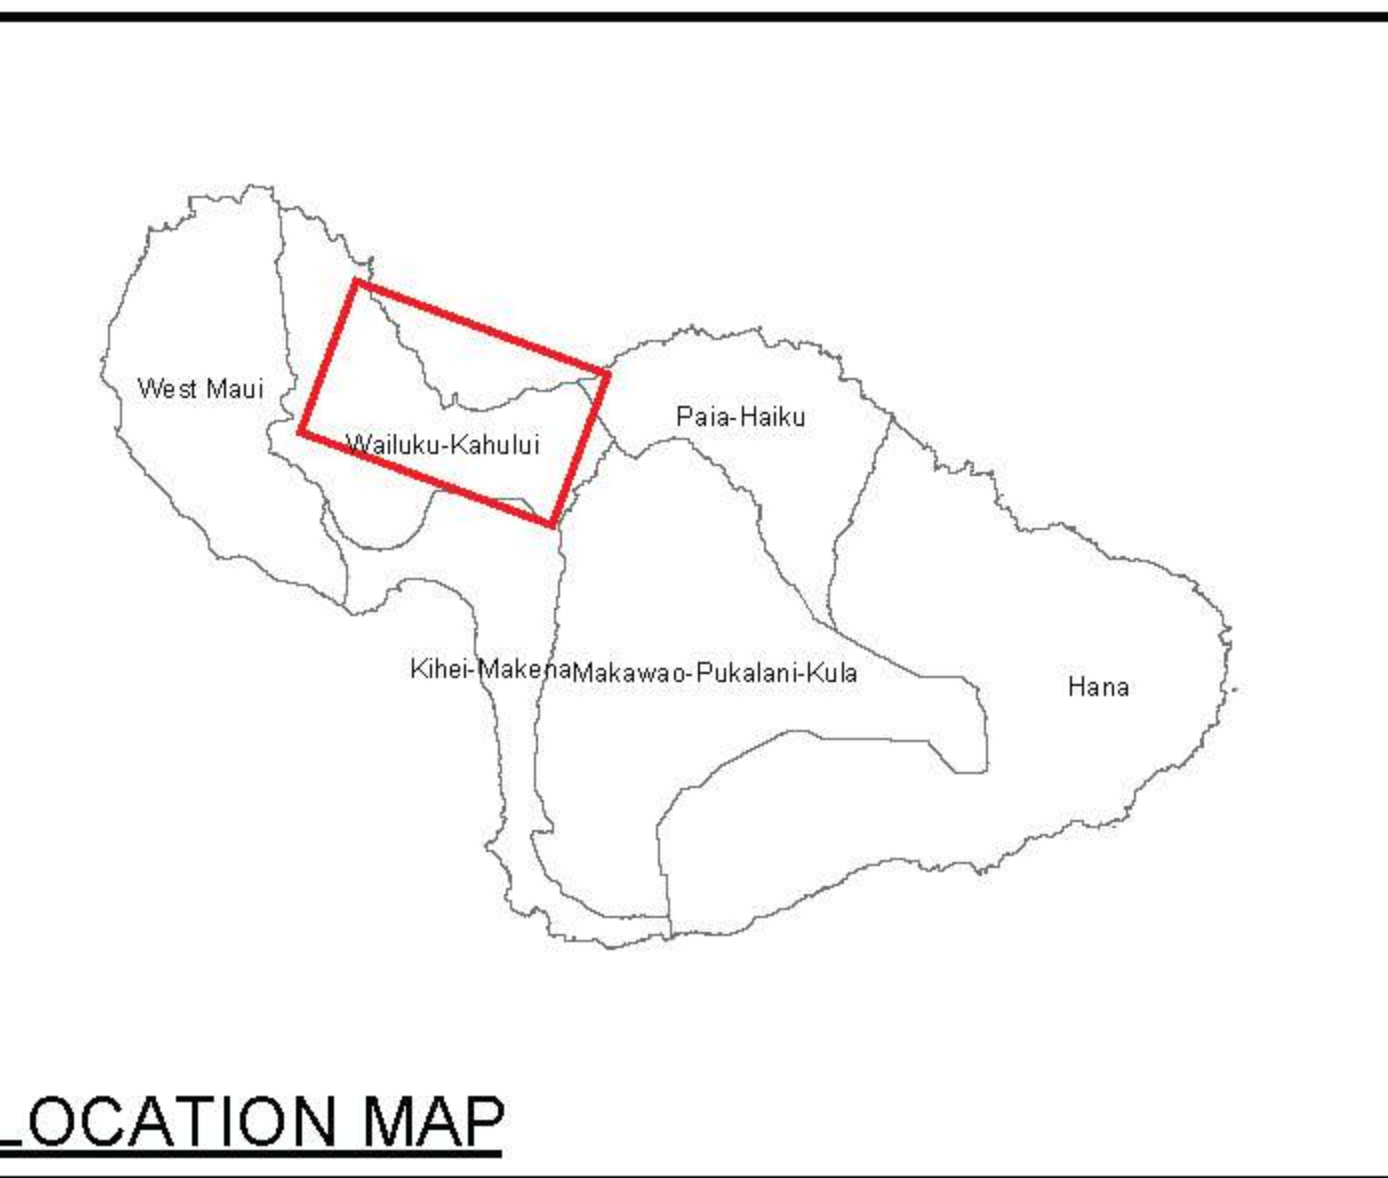 West Maui
Paia-Haiku
Wailuku-Kahului
Kihei-Makena
Makawao-Pukalani-Kula
Hana
LOCATION MAP